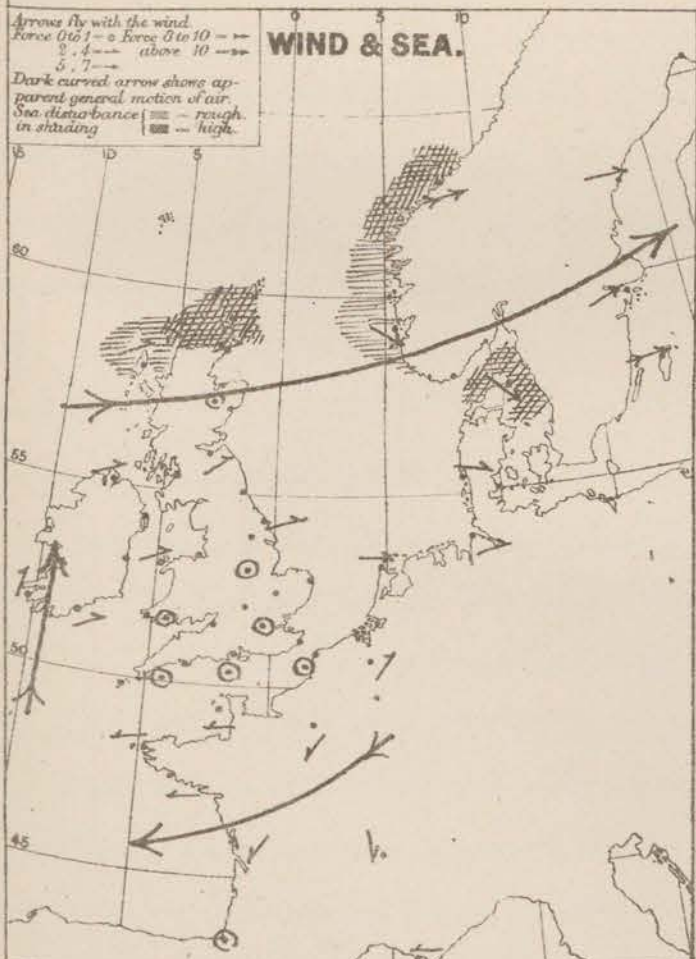 Arrows fly with the wind.
Force 0 to 1 – ⊙ Force 8 to 10 –
2 „ 4 – above 10 –
5 „ 7 –
Dark curved arrow shows ap-
parent general motion of air.
Sea disturbance { – rough.
in shading – high.
WIND & SEA.
0 10
15 10 5
60
55 5
50
45